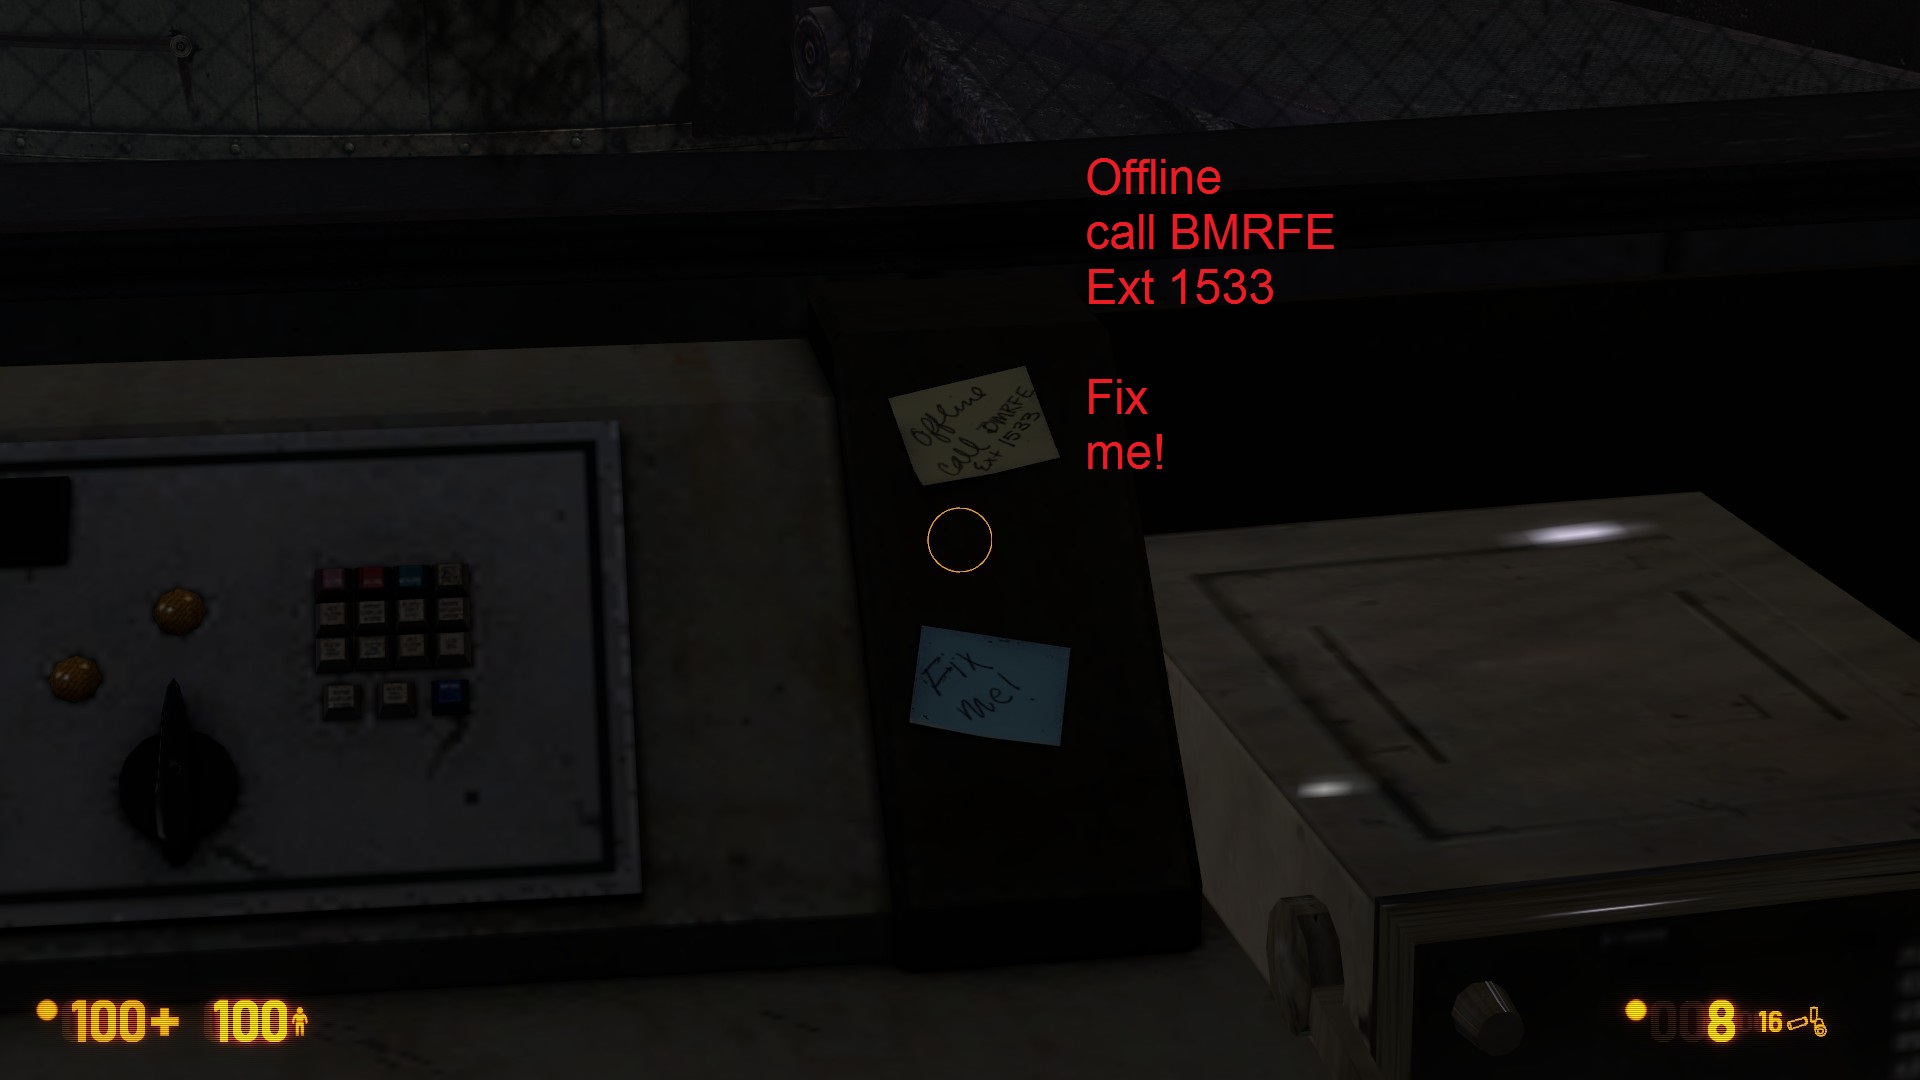 Offline
call BMRFE
Ext 1533
Fix
me!
Offline
call BMRFE
Ext 1533
Fix
me!
100+ 100
8 16